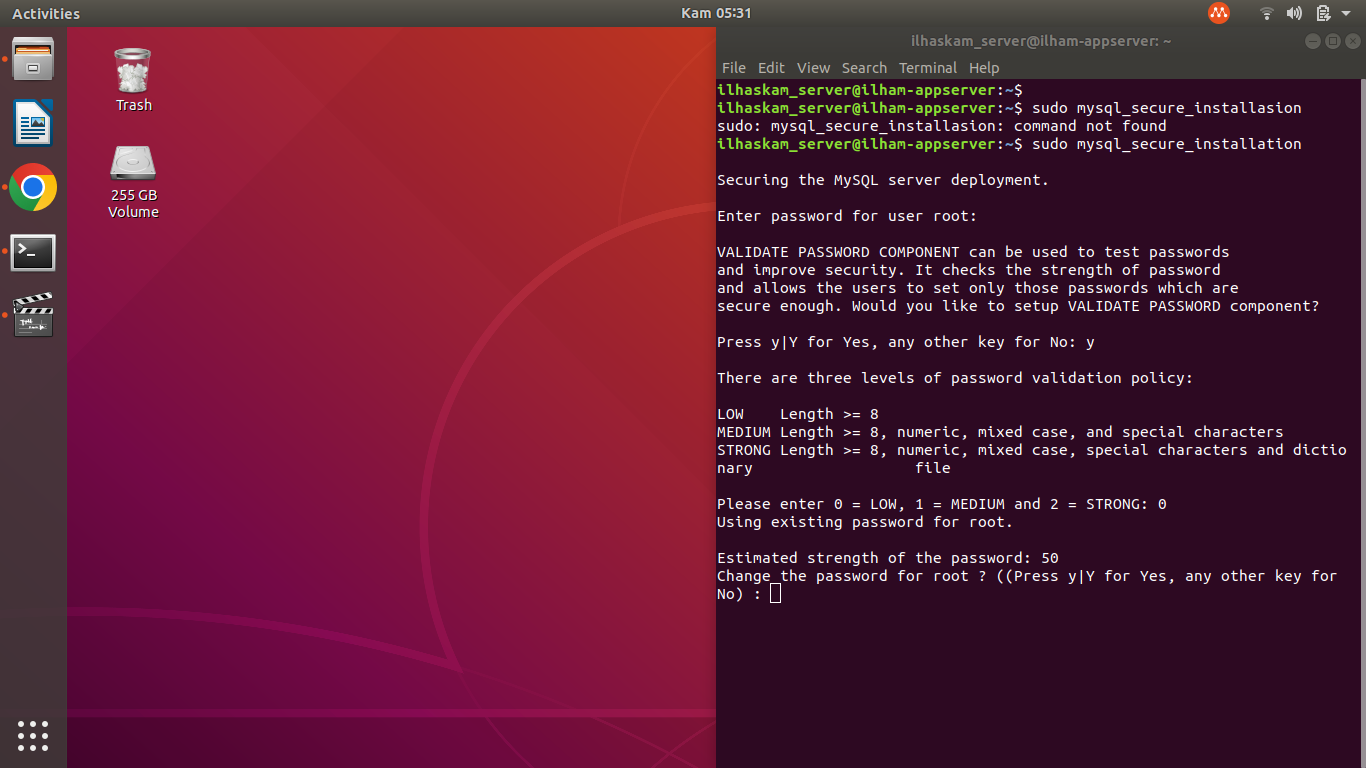 Activities
Kam 05:31
Trash
255 GB
Volume
ilhaskam_server@ilham-appserver: ~
File Edit View Search Terminal Help
ilhaskam_server@ilham-appserver:~$
ilhaskam_server@ilham-appserver:~$ sudo mysql_secure_installasion
sudo: mysql_secure_installasion: command not found
ilhaskam_server@ilham-appserver:~$ sudo mysql_secure_installation
Securing the MySQL server deployment.
Enter password for user root:
VALIDATE PASSWORD COMPONENT can be used to test passwords
and improve security. It checks the strength of password
and allows the users to set only those passwords which are
secure enough. Would you like to setup VALIDATE PASSWORD component?
Press y|Y for Yes, any other key for No: y
There are three levels of password validation policy:
LOW    Length >= 8
MEDIUM Length >= 8, numeric, mixed case, and special characters
STRONG Length >= 8, numeric, mixed case, special characters and dictio
nary                  file
Please enter 0 = LOW, 1 = MEDIUM and 2 = STRONG: 0
Using existing password for root.
Estimated strength of the password: 50
Change the password for root ? ((Press y|Y for Yes, any other key for
No) :